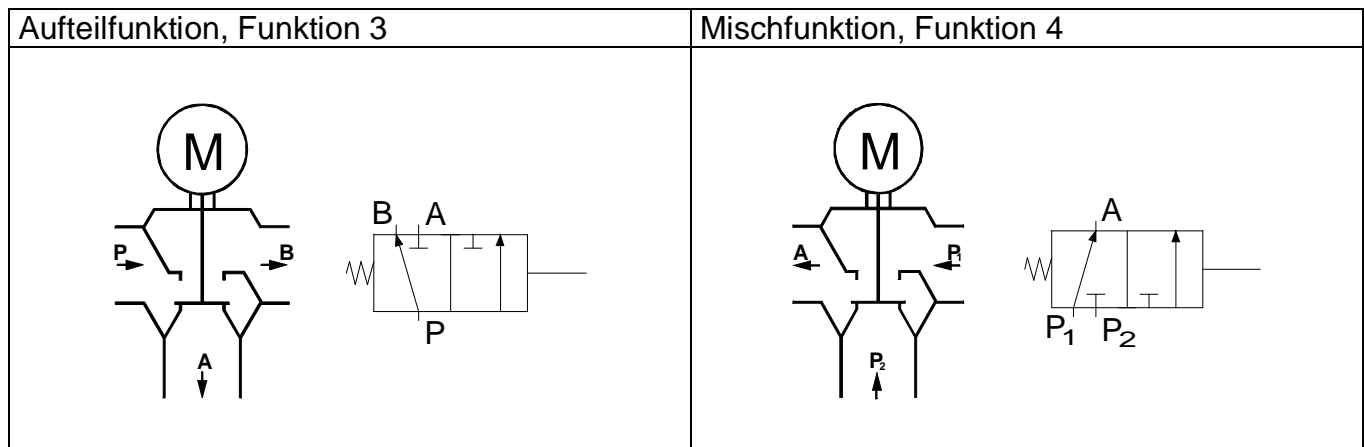 Aufteilfunktion, Funktion 3
Mischfunktion, Funktion 4
M
B A
P B
P
A
M
A
A P₁
P₁ P₂
P₂